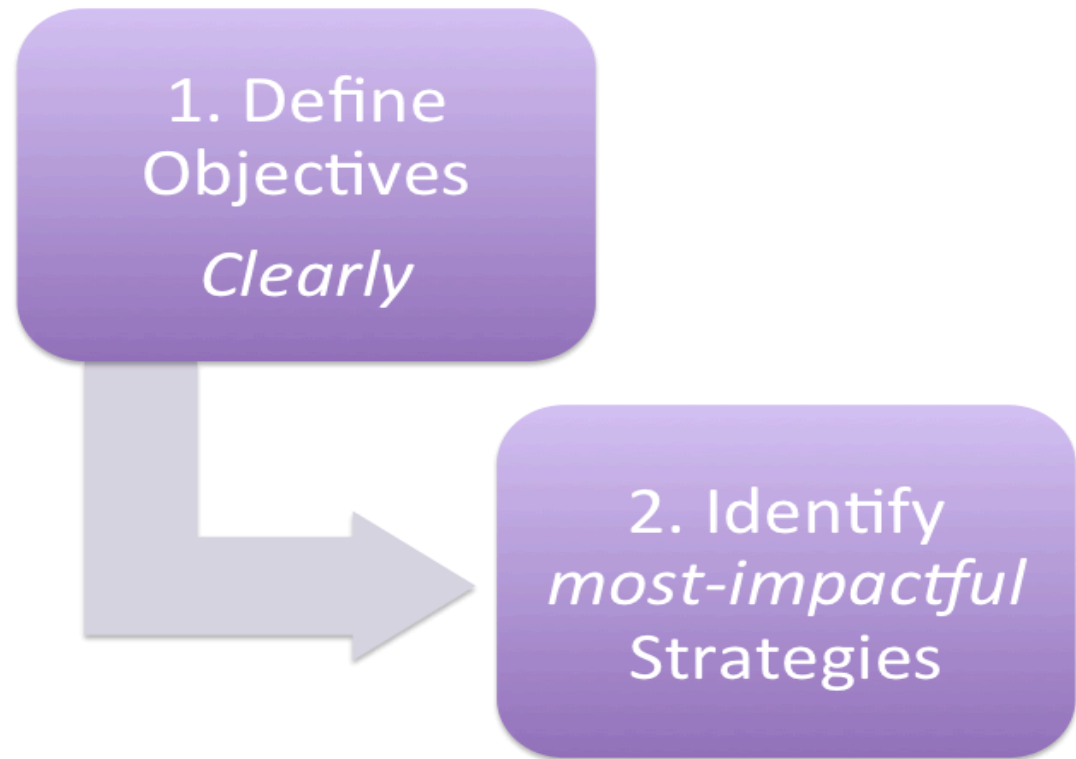 1. Define
Objectives
Clearly
2. Identify
most-impactful
Strategies